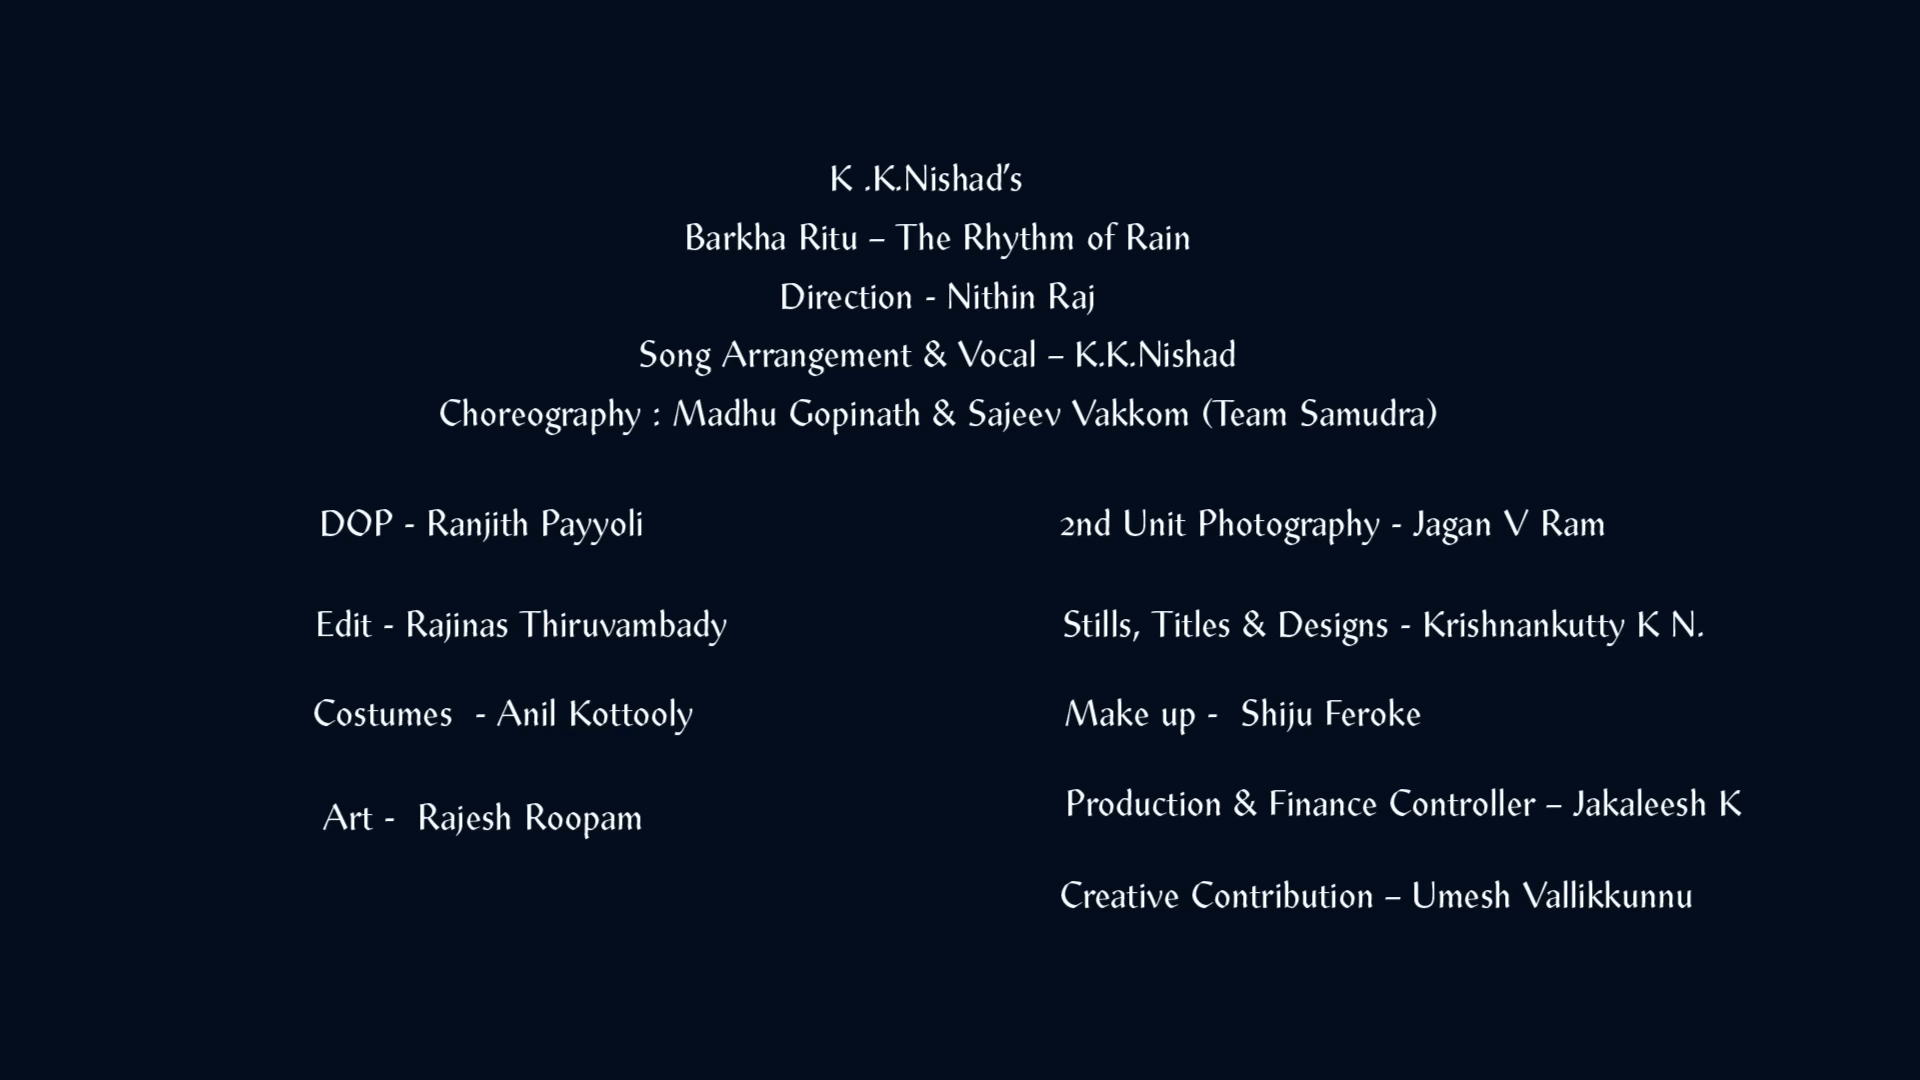 K .K.Nishad’s
Barkha Ritu – The Rhythm of Rain
Direction - Nithin Raj
Song Arrangement & Vocal – K.K.Nishad
Choreography : Madhu Gopinath & Sajeev Vakkom (Team Samudra)
DOP - Ranjith Payyoli
Edit - Rajinas Thiruvambady
Costumes  - Anil Kottooly
Art -  Rajesh Roopam
2nd Unit Photography - Jagan V Ram
Stills, Titles & Designs - Krishnankutty K N.
Make up -  Shiju Feroke
Production & Finance Controller – Jakaleesh K
Creative Contribution – Umesh Vallikkunnu